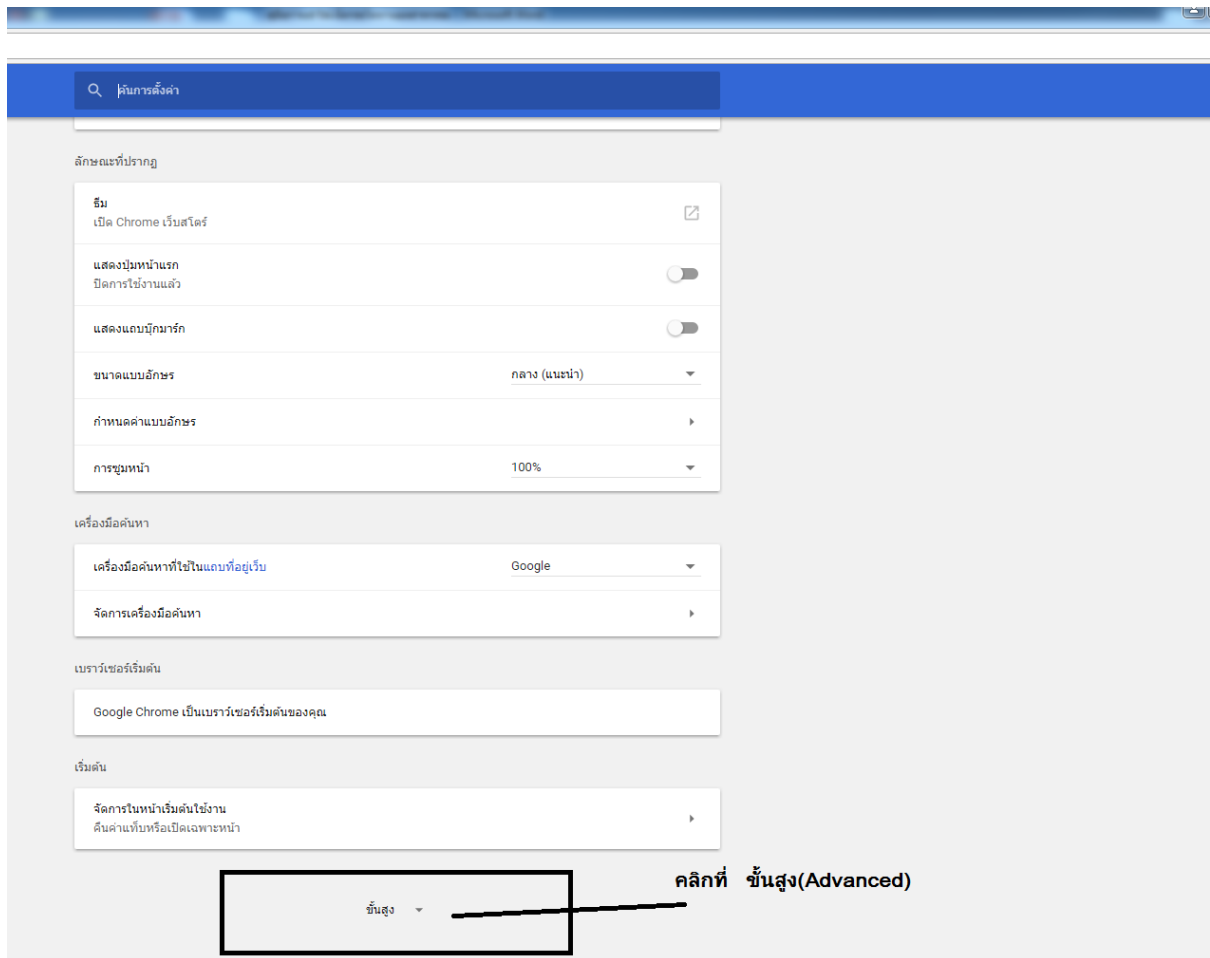 ค้นการตั้งค่า
ลักษณะที่ปรากฏ
ธีม
เปิด Chrome เว็บสโตร์
แสดงปุ่มหน้าแรก
ปิดการใช้งานแล้ว
แสดงแถบบุ๊กมาร์ก
ขนาดแบบอักษร กลาง (แนะนำ)
กำหนดค่าแบบอักษร
การซูมหน้า 100%
เครื่องมือค้นหา
เครื่องมือค้นหาที่ใช้ในแถบที่อยู่เว็บ Google
จัดการเครื่องมือค้นหา
เบราว์เซอร์เริ่มต้น
Google Chrome เป็นเบราว์เซอร์เริ่มต้นของคุณ
เริ่มต้น
จัดการในหน้าเริ่มต้นใช้งาน
คืนค่าแท็บหรือเปิดเฉพาะหน้า
คลิกที่ ขั้นสูง(Advanced)
ขั้นสูง